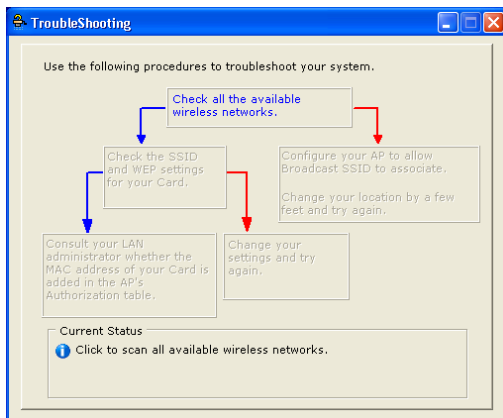 TroubleShooting
Use the following procedures to troubleshoot your system.
Check all the available
wireless networks.
Check the SSID
and WEP settings
for your Card.
Configure your AP to allow
Broadcast SSID to associate.
Change your location by a few
feet and try again.
Consult your LAN
administrator whether the
MAC address of your Card is
added in the AP's
Authorization table.
Change your
settings and try
again.
Current Status
Click to scan all available wireless networks.